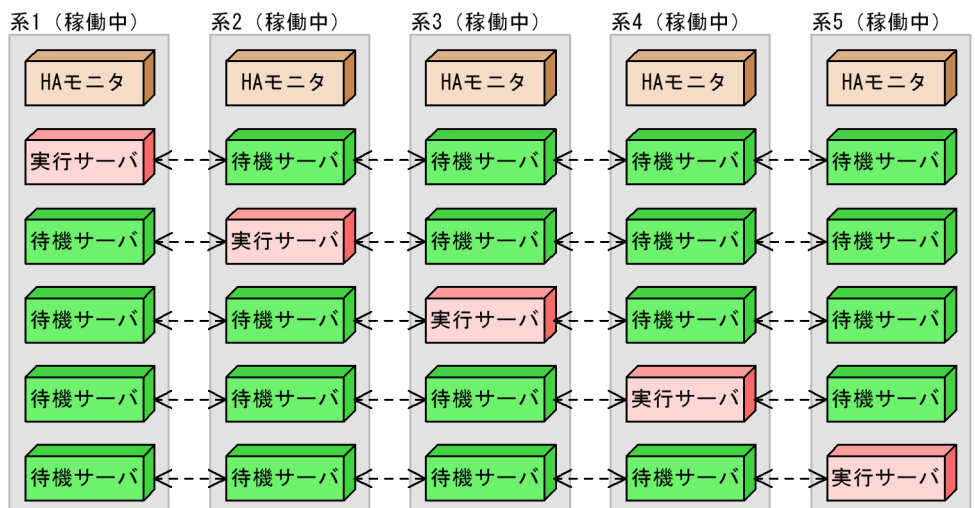 系1（稼働中） 系2（稼働中） 系3（稼働中） 系4（稼働中） 系5（稼働中）
HAモニタ HAモニタ HAモニタ HAモニタ HAモニタ
実行サーバ 待機サーバ 待機サーバ 待機サーバ 待機サーバ
待機サーバ 実行サーバ 待機サーバ 待機サーバ 待機サーバ
待機サーバ 待機サーバ 実行サーバ 待機サーバ 待機サーバ
待機サーバ 待機サーバ 待機サーバ 実行サーバ 待機サーバ
待機サーバ 待機サーバ 待機サーバ 待機サーバ 実行サーバ